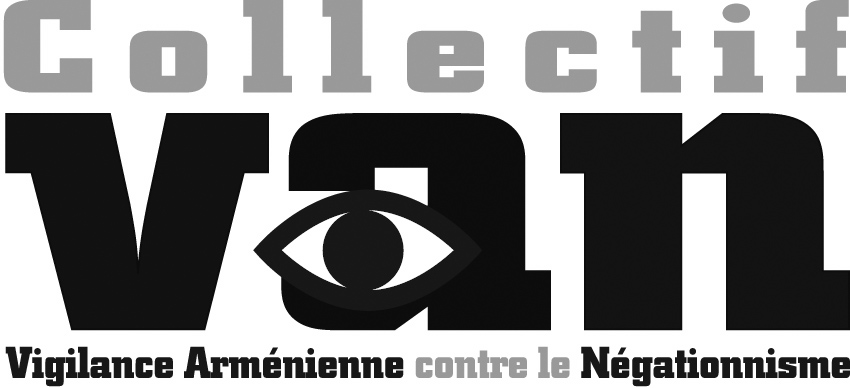 Collectif
van
Vigilance Arménienne contre le Négationnisme